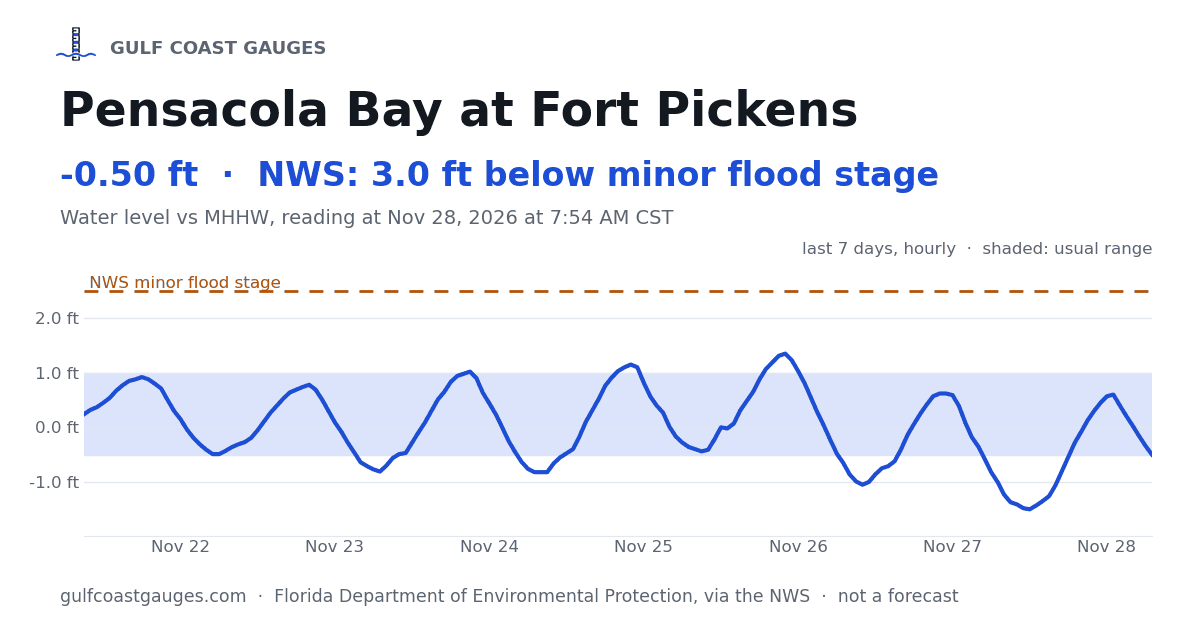 GULF COAST GAUGES
Pensacola Bay at Fort Pickens
-0.50 ft · NWS: 3.0 ft below minor flood stage
Water level vs MHHW, reading at Nov 28, 2026 at 7:54 AM CST
last 7 days, hourly · shaded: usual range
NWS minor flood stage
2.0 ft
1.0 ft
0.0 ft
-1.0 ft
Nov 22 Nov 23 Nov 24 Nov 25 Nov 26 Nov 27 Nov 28
gulfcoastgauges.com · Florida Department of Environmental Protection, via the NWS · not a forecast